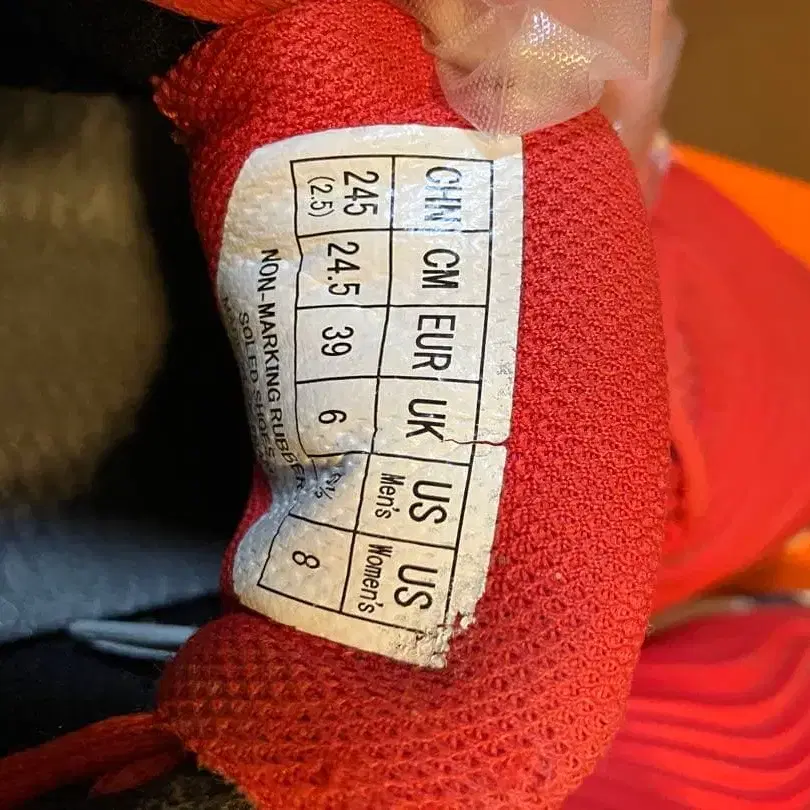 CHN CM EUR UK US Men's US Women's
245 (2.5) 24.5 39 6 8
NON-MARKING RUBBER
SOLED SHOES